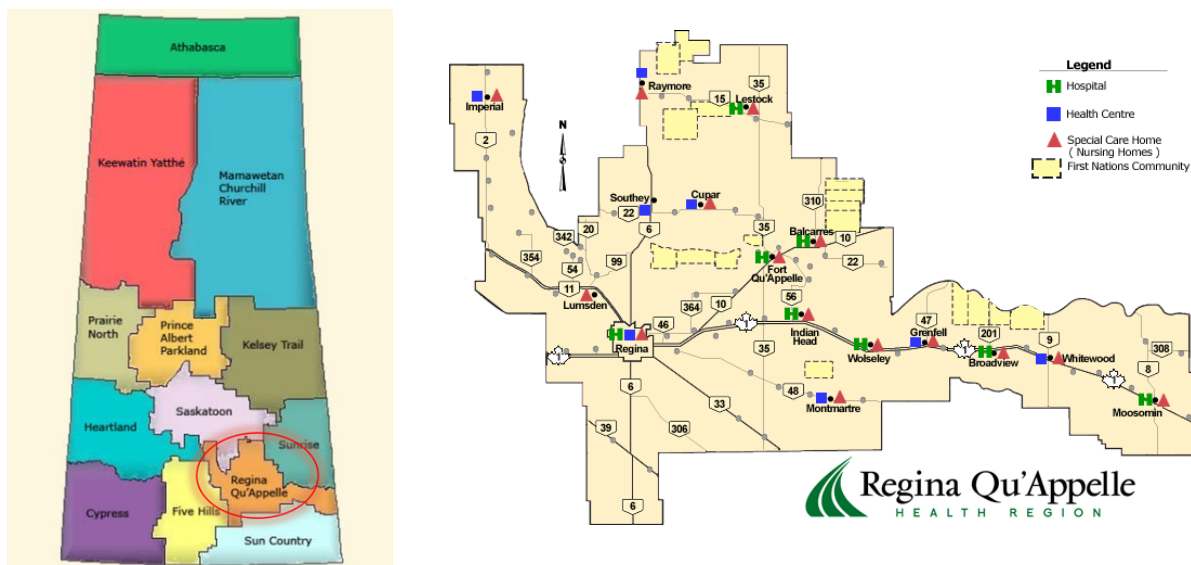 Athabasca
Keewatin Yatthé
Mamawetan
Churchill
River
Prairie
North
Prince
Albert
Parkland
Kelsey Trail
Saskatoon
Heartland
Sunrise
Regina
Qu'Appelle
Cypress
Five Hills
Sun Country
Legend
Hospital
Health Centre
Special Care Home
( Nursing Homes )
First Nations Community
N
Raymore
35
Imperial
15
Lestock
2
Southey
Cupar
22
310
20
6
35
342
Balcarres
10
354
99
22
54
Fort
Qu'Appelle
11
Lumsden
10
56
364
47
46
1
Indian
Head
Grenfell
201
Regina
9
308
1
35
Wolseley
1
Broadview
Whitewood
8
6
48
Montmartre
1
Moosomin
33
39
306
6
Regina Qu'Appelle
HEALTH REGION